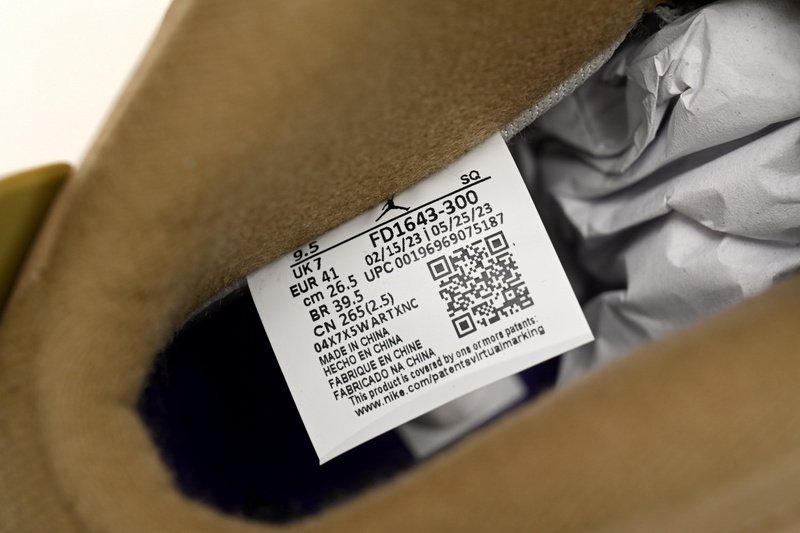 SQ
9.5
UK 7
EUR 41
cm 26.5
BR 39.5
CN 265(2.5)
04X7X5WARTXNC
FD1643-300
02/15/23 | 05/25/23
UPC 00196969075187
MADE IN CHINA
HECHO EN CHINA
FABRIQUE EN CHINE
FABRICADO NA CHINA
This product is covered by one or more patents:
www.nike.com/patentsvirtualmarking